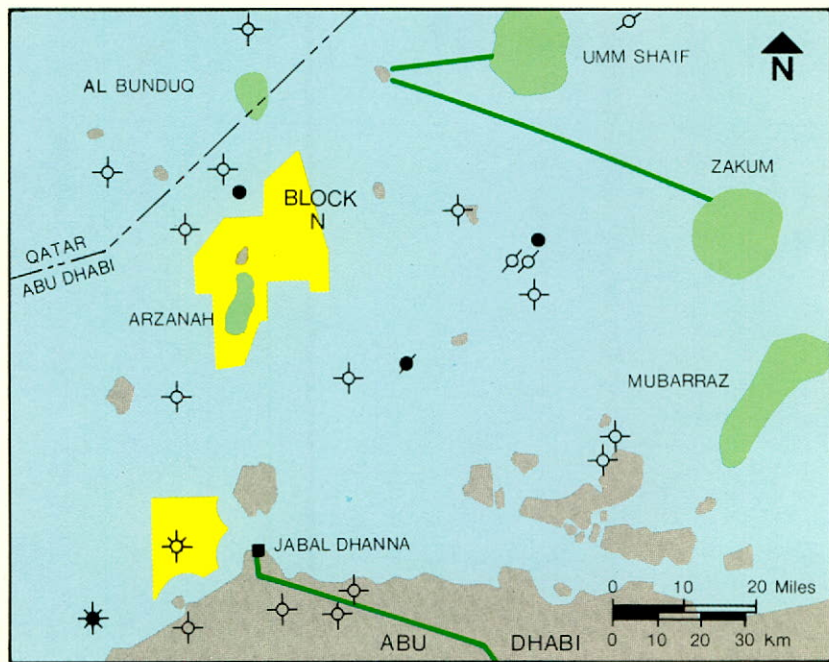 UMM SHAIF
N
AL BUNDUQ
ZAKUM
BLOCK
N
QATAR
ABU DHABI
ARZANAH
MUBARRAZ
JABAL DHANNA
0 10 20 Miles
0 10 20 30 Km
ABU DHABI